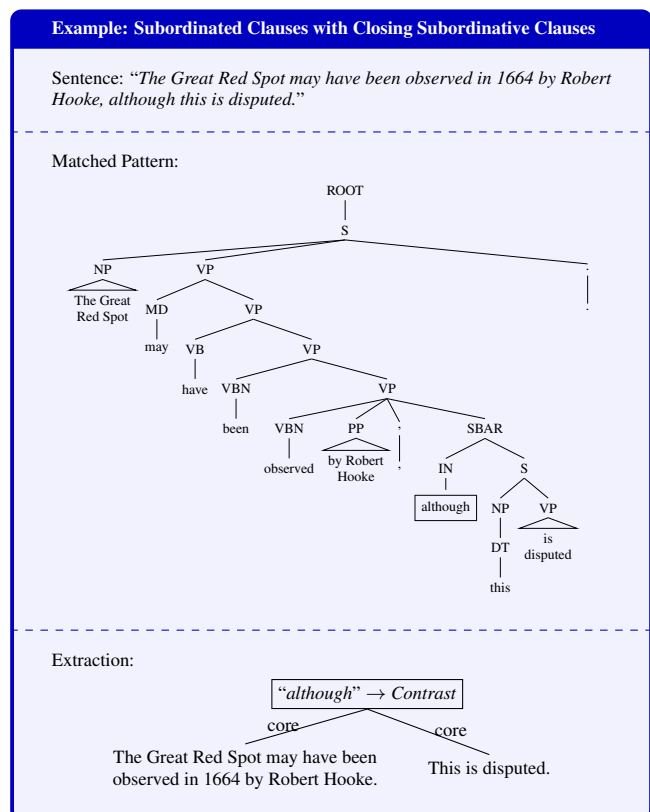 Example: Subordinated Clauses with Closing Subordinative Clauses
Sentence: “The Great Red Spot may have been observed in 1664 by Robert
Hooke, although this is disputed.”
Matched Pattern:
ROOT
S
NP VP .
The Great
Red Spot
MD VP .
may VB VP
have VBN VP
been VBN PP , SBAR
observed by Robert
Hooke
, IN S
although NP VP
DT is
disputed
this
Extraction:
“although” → Contrast
core core
The Great Red Spot may have been
observed in 1664 by Robert Hooke.
This is disputed.